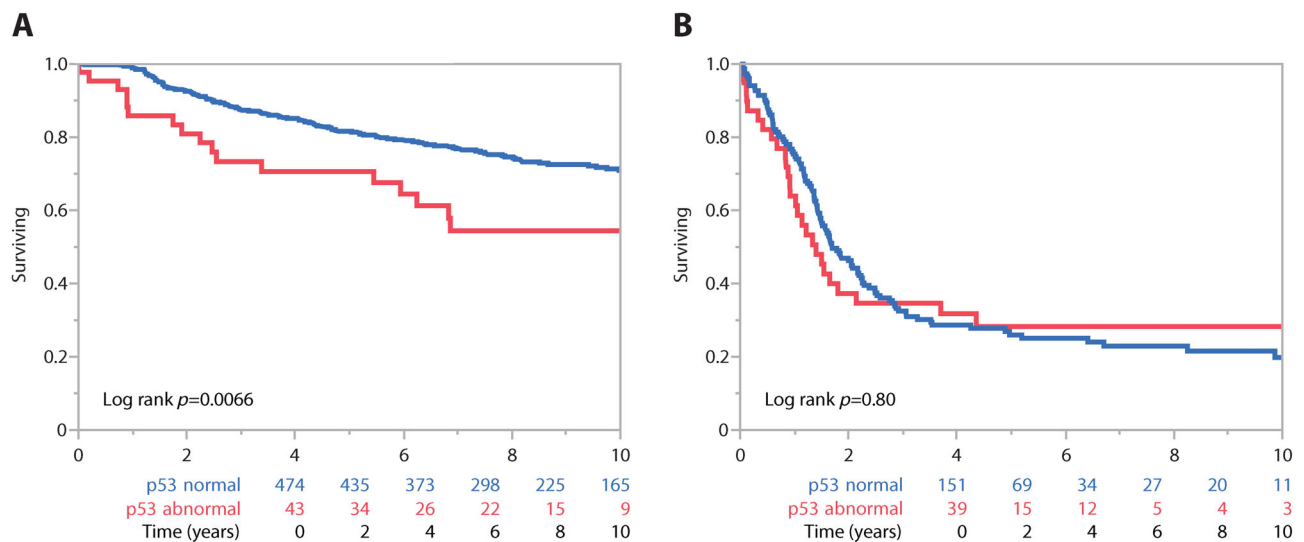 A
1.0
0.8
0.6
0.4
0.2
0
Surviving
Log rank p=0.0066
0 2 4 6 8 10
p53 normal 474 435 373 298 225 165
p53 abnormal 43 34 26 22 15 9
Time (years) 0 2 4 6 8 10
B
1.0
0.8
0.6
0.4
0.2
0
Surviving
Log rank p=0.80
0 2 4 6 8 10
p53 normal 151 69 34 27 20 11
p53 abnormal 39 15 12 5 4 3
Time (years) 0 2 4 6 8 10